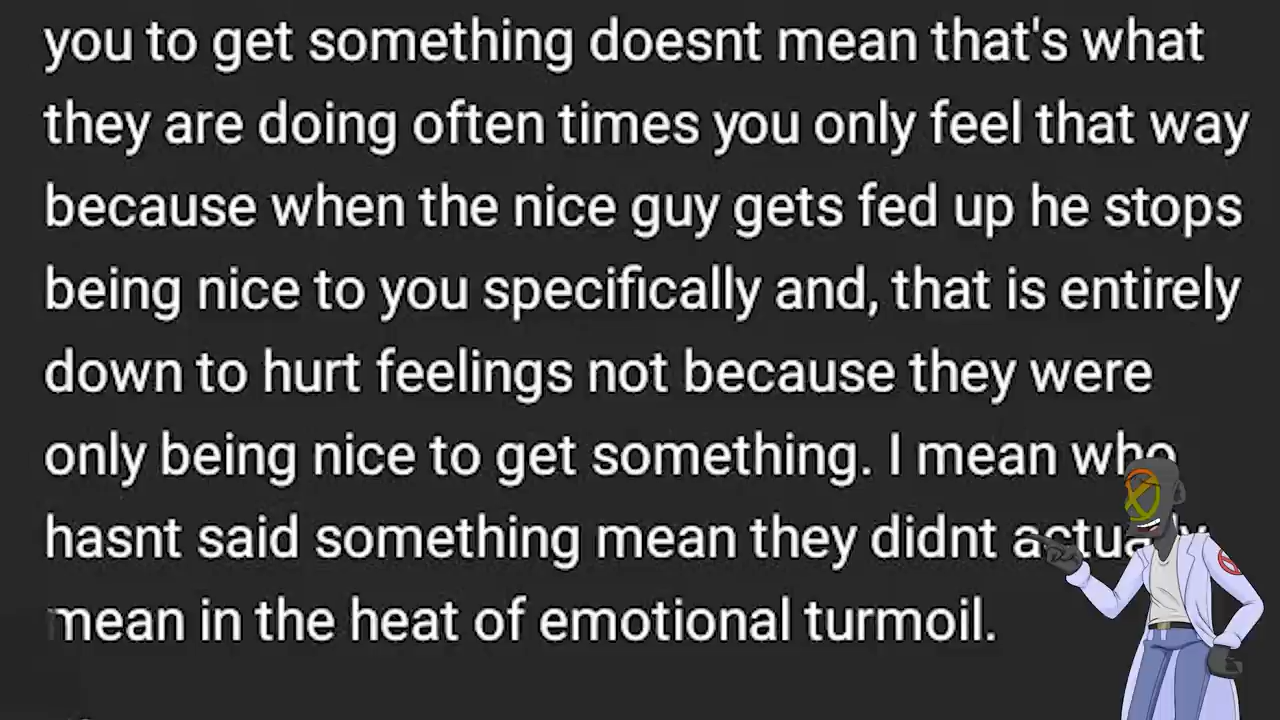 you to get something doesnt mean that's what
they are doing often times you only feel that way
because when the nice guy gets fed up he stops
being nice to you specifically and, that is entirely
down to hurt feelings not because they were
only being nice to get something. I mean who
hasnt said something mean they didnt actually
mean in the heat of emotional turmoil.